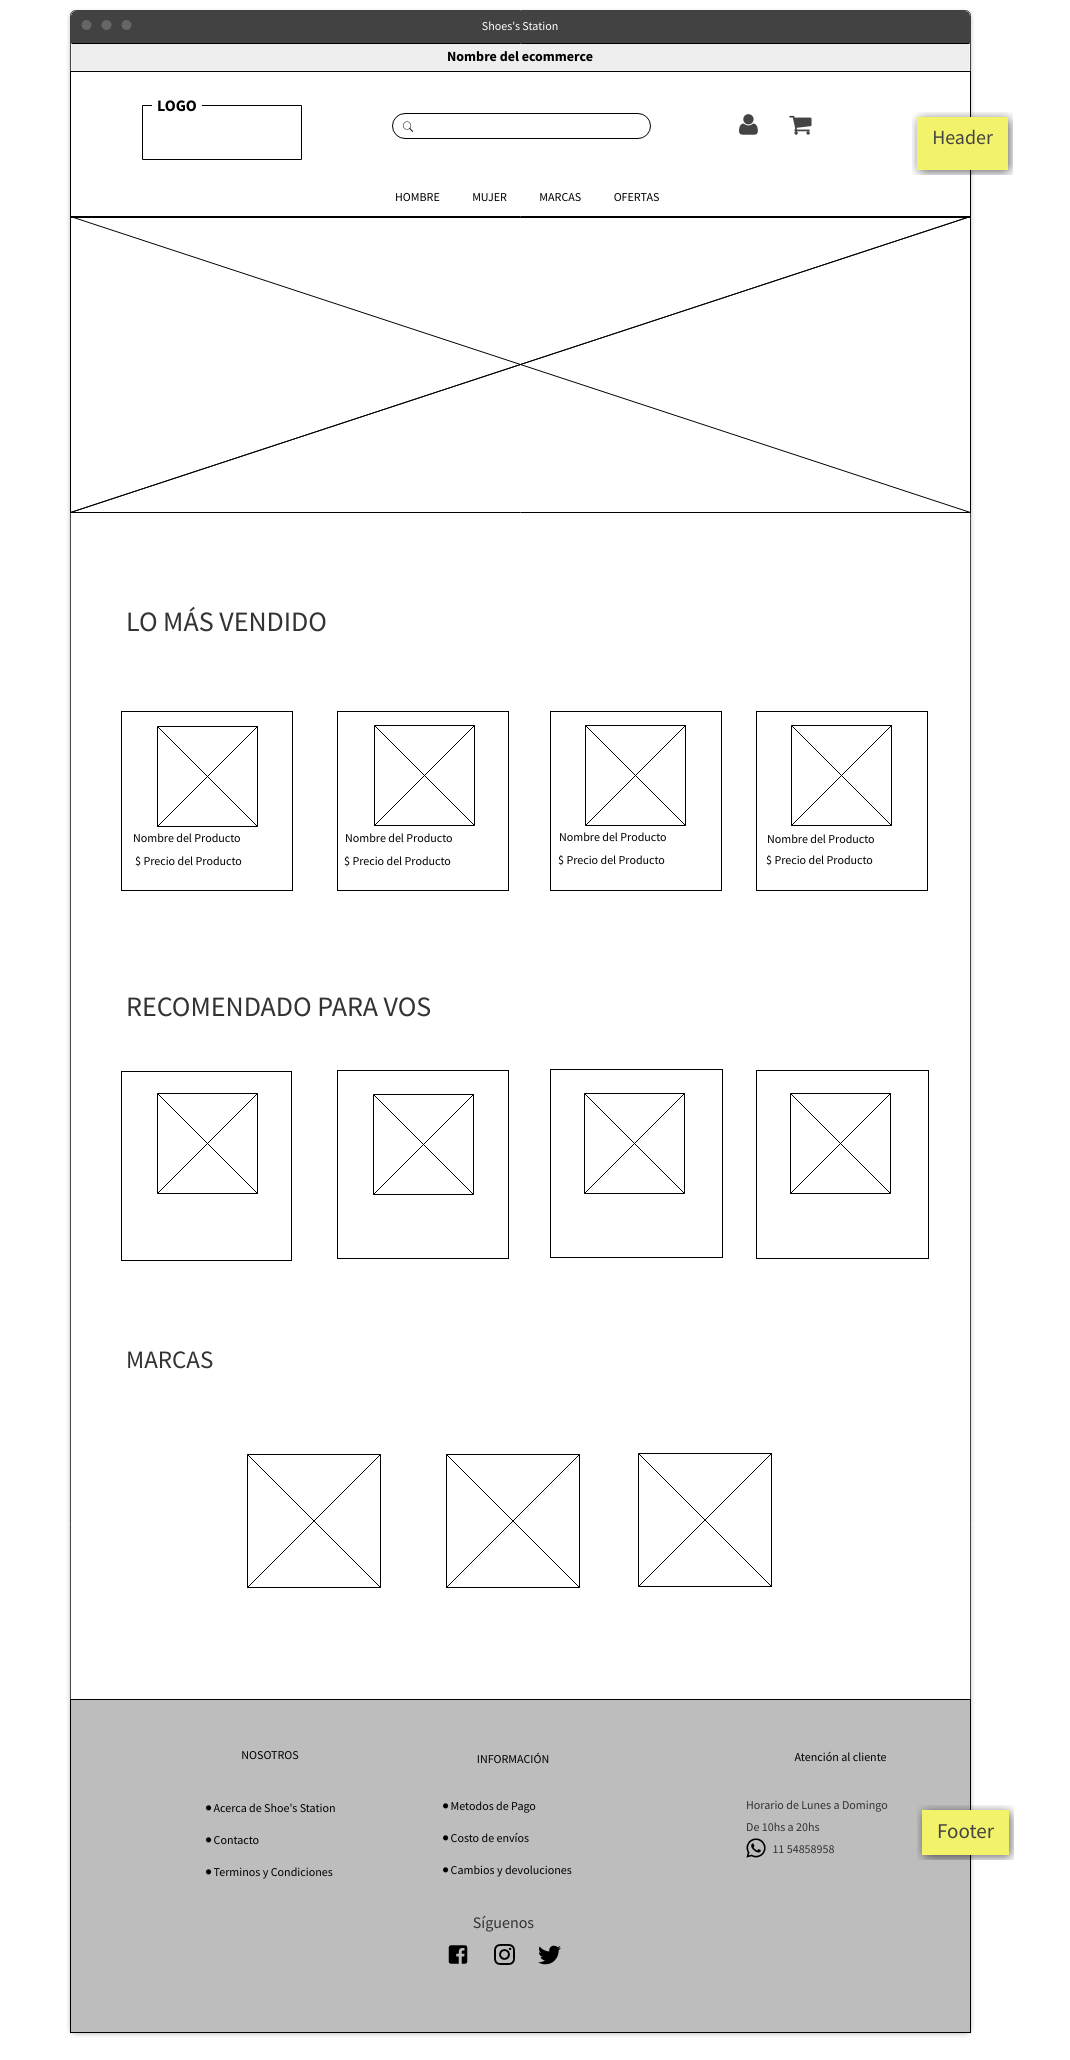 Shoes's Station
Nombre del ecommerce
LOGO
Header
HOMBRE MUJER MARCAS OFERTAS
LO MÁS VENDIDO
Nombre del Producto
$ Precio del Producto
Nombre del Producto
$ Precio del Producto
Nombre del Producto
$ Precio del Producto
Nombre del Producto
$ Precio del Producto
RECOMENDADO PARA VOS
MARCAS
NOSOTROS
Acerca de Shoe's Station
Contacto
Terminos y Condiciones
INFORMACIÓN
Metodos de Pago
Costo de envíos
Cambios y devoluciones
Atención al cliente
Horario de Lunes a Domingo
De 10hs a 20hs
11 54858958
Footer
Síguenos